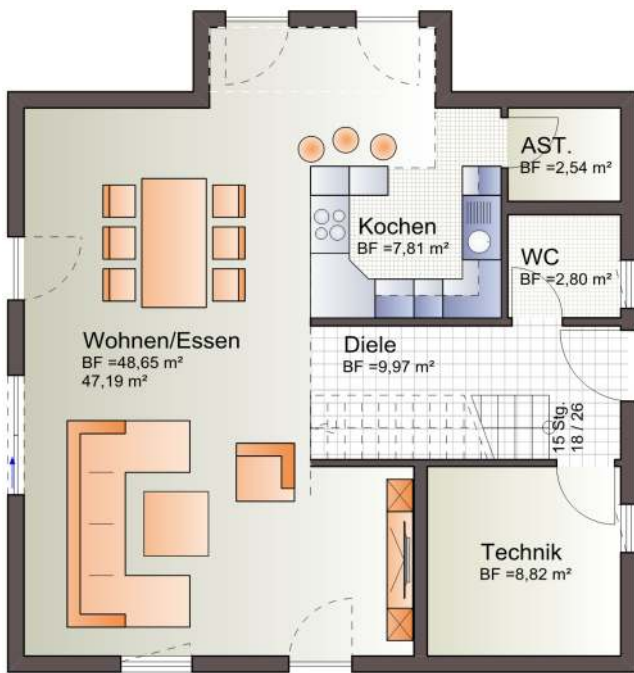 AST.
BF =2,54 m²
Kochen
BF =7,81 m²
WC
BF =2,80 m²
Wohnen/Essen
BF =48,65 m²
47,19 m²
Diele
BF =9,97 m²
15 Stg.
18 / 26
Technik
BF =8,82 m²